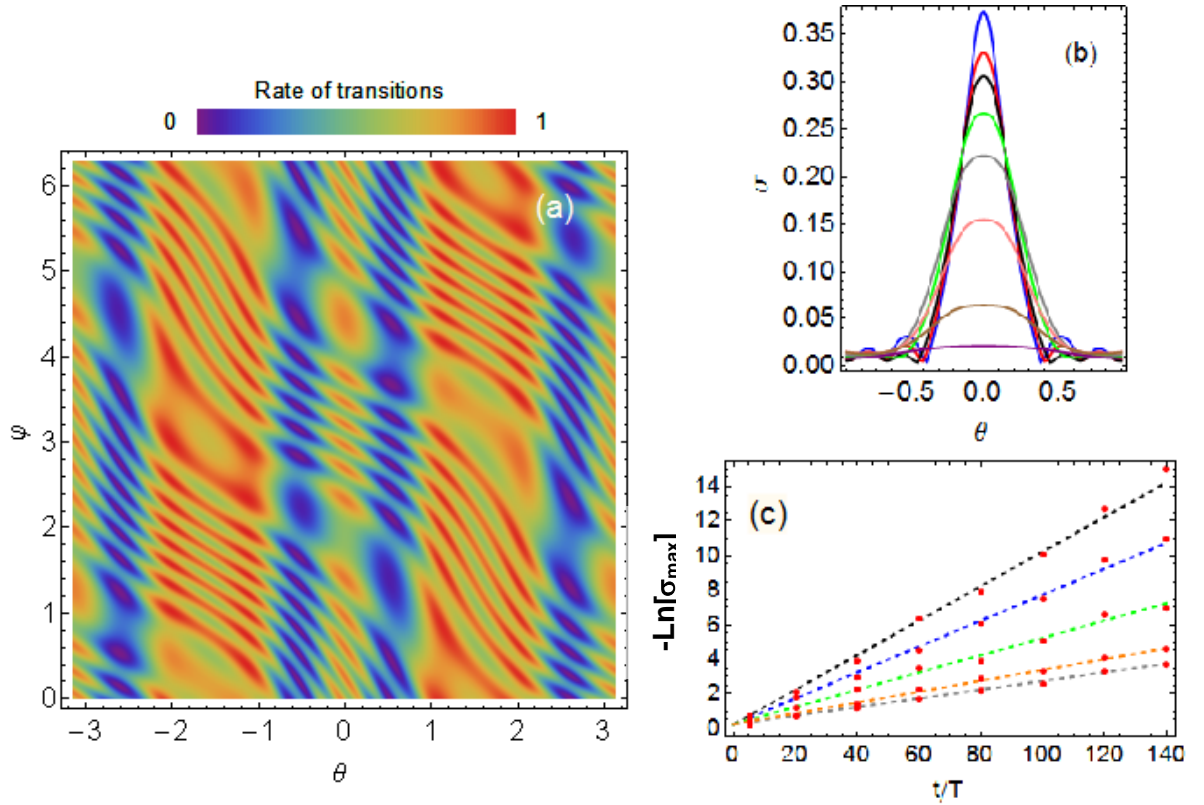 Rate of transitions
0 1
(a)
6
5
4
3
2
1
0
φ
−3 −2 −1 0 1 2 3
θ
(b)
0.35
0.30
0.25
0.20
0.15
0.10
0.05
0.00
σ
−0.5 0.0 0.5
θ
(c)
14
12
10
8
6
4
2
0
-Ln[σmax]
0 20 40 60 80 100 120 140
t/T